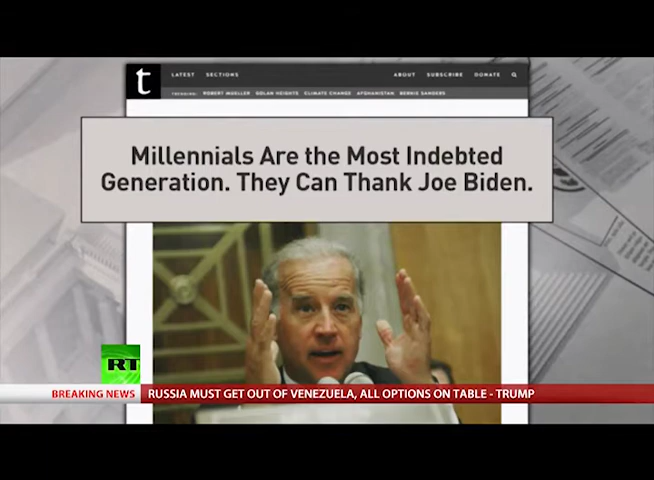 t
LATEST SECTIONS ABOUT SUBSCRIBE DONATE
TRENDING: ROBERT MUELLER GOLAN HEIGHTS CLIMATE CHANGE AFGHANISTAN BERNIE SANDERS
Millennials Are the Most Indebted
Generation. They Can Thank Joe Biden.
RT
BREAKING NEWS RUSSIA MUST GET OUT OF VENEZUELA, ALL OPTIONS ON TABLE - TRUMP